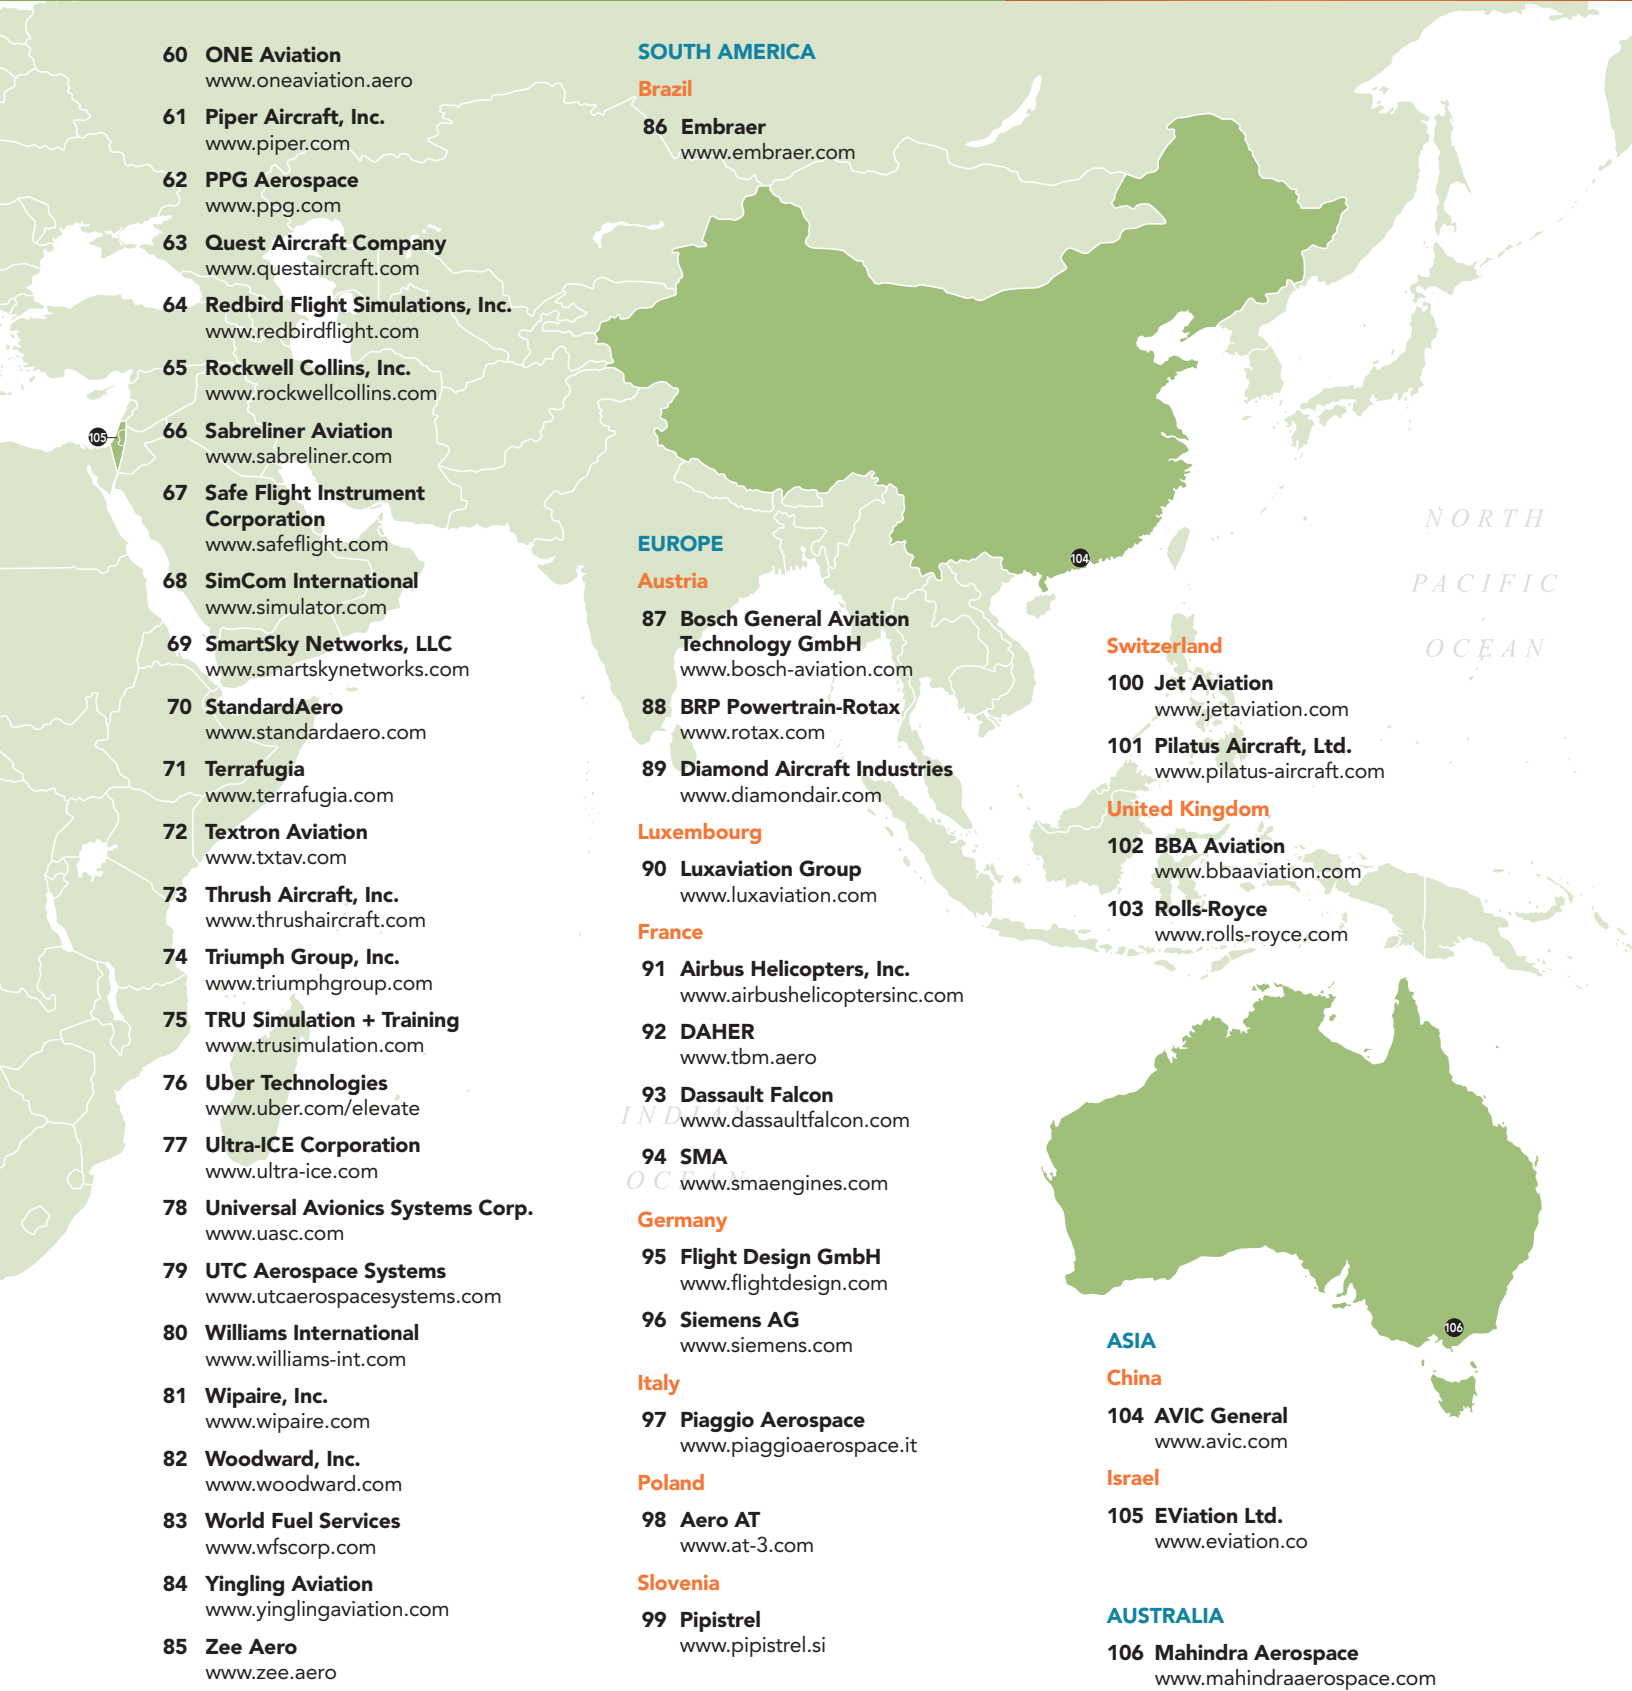 60 ONE Aviation
www.oneaviation.aero
61 Piper Aircraft, Inc.
www.piper.com
62 PPG Aerospace
www.ppg.com
63 Quest Aircraft Company
www.questaircraft.com
64 Redbird Flight Simulations, Inc.
www.redbirdflight.com
65 Rockwell Collins, Inc.
www.rockwellcollins.com
66 Sabreliner Aviation
www.sabreliner.com
67 Safe Flight Instrument
Corporation
www.safeflight.com
68 SimCom International
www.simulator.com
69 SmartSky Networks, LLC
www.smartskynetworks.com
70 StandardAero
www.standardaero.com
71 Terrafugia
www.terrafugia.com
72 Textron Aviation
www.txtav.com
73 Thrush Aircraft, Inc.
www.thrushaircraft.com
74 Triumph Group, Inc.
www.triumphgroup.com
75 TRU Simulation + Training
www.trusimulation.com
76 Uber Technologies
www.uber.com/elevate
77 Ultra-ICE Corporation
www.ultra-ice.com
78 Universal Avionics Systems Corp.
www.uasc.com
79 UTC Aerospace Systems
www.utcaerospacesystems.com
80 Williams International
www.williams-int.com
81 Wipaire, Inc.
www.wipaire.com
82 Woodward, Inc.
www.woodward.com
83 World Fuel Services
www.wfscorp.com
84 Yingling Aviation
www.yinglingaviation.com
85 Zee Aero
www.zee.aero
105
SOUTH AMERICA
Brazil
86 Embraer
www.embraer.com
EUROPE
Austria
87 Bosch General Aviation
Technology GmbH
www.bosch-aviation.com
88 BRP Powertrain-Rotax
www.rotax.com
89 Diamond Aircraft Industries
www.diamondair.com
Luxembourg
90 Luxaviation Group
www.luxaviation.com
France
91 Airbus Helicopters, Inc.
www.airbushelicoptersinc.com
92 DAHER
www.tbm.aero
93 Dassault Falcon
www.dassaultfalcon.com
94 SMA
www.smaengines.com
Germany
95 Flight Design GmbH
www.flightdesign.com
96 Siemens AG
www.siemens.com
Italy
97 Piaggio Aerospace
www.piaggioaerospace.it
Poland
98 Aero AT
www.at-3.com
Slovenia
99 Pipistrel
www.pipistrel.si
INDIAN
OCEAN
104
NORTH
PACIFIC
OCEAN
Switzerland
100 Jet Aviation
www.jetaviation.com
101 Pilatus Aircraft, Ltd.
www.pilatus-aircraft.com
United Kingdom
102 BBA Aviation
www.bbaaviation.com
103 Rolls-Royce
www.rolls-royce.com
106
ASIA
China
104 AVIC General
www.avic.com
Israel
105 EViation Ltd.
www.eviation.co
AUSTRALIA
106 Mahindra Aerospace
www.mahindraaerospace.com